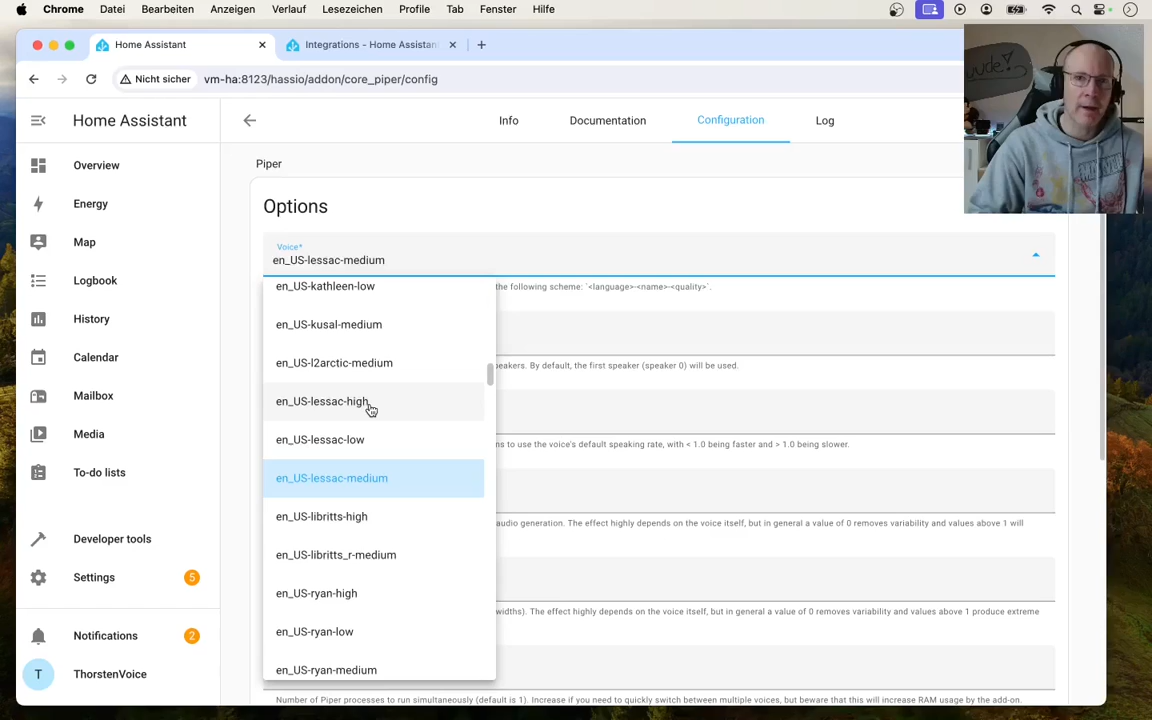 Chrome Datei Bearbeiten Anzeigen Verlauf Lesezeichen Profile Tab Fenster Hilfe
Home Assistant
Integrations - Home Assistan
Nicht sicher
vm-ha:8123/hassio/addon/core_piper/config
Home Assistant
Info
Documentation
Configuration
Log
Overview
Energy
Map
Logbook
History
Calendar
Mailbox
Media
To-do lists
Developer tools
Settings 5
Notifications 2
T ThorstenVoice
Piper
Options
Voice*
en_US-lessac-medium
en_US-kathleen-low
en_US-kusal-medium
en_US-l2arctic-medium
en_US-lessac-high
en_US-lessac-low
en_US-lessac-medium
en_US-libritts-high
en_US-libritts_r-medium
en_US-ryan-high
en_US-ryan-low
en_US-ryan-medium
the following scheme: `<language>-<name>-<quality>`.
eakers. By default, the first speaker (speaker 0) will be used.
ns to use the voice's default speaking rate, with < 1.0 being faster and > 1.0 being slower.
audio generation. The effect highly depends on the voice itself, but in general a value of 0 removes variability and values above 1 will
widths). The effect highly depends on the voice itself, but in general a value of 0 removes variability and values above 1 produce extreme
Number of Piper processes to run simultaneously (default is 1). Increase if you need to quickly switch between multiple voices, but beware that this will increase RAM usage by the add-on.